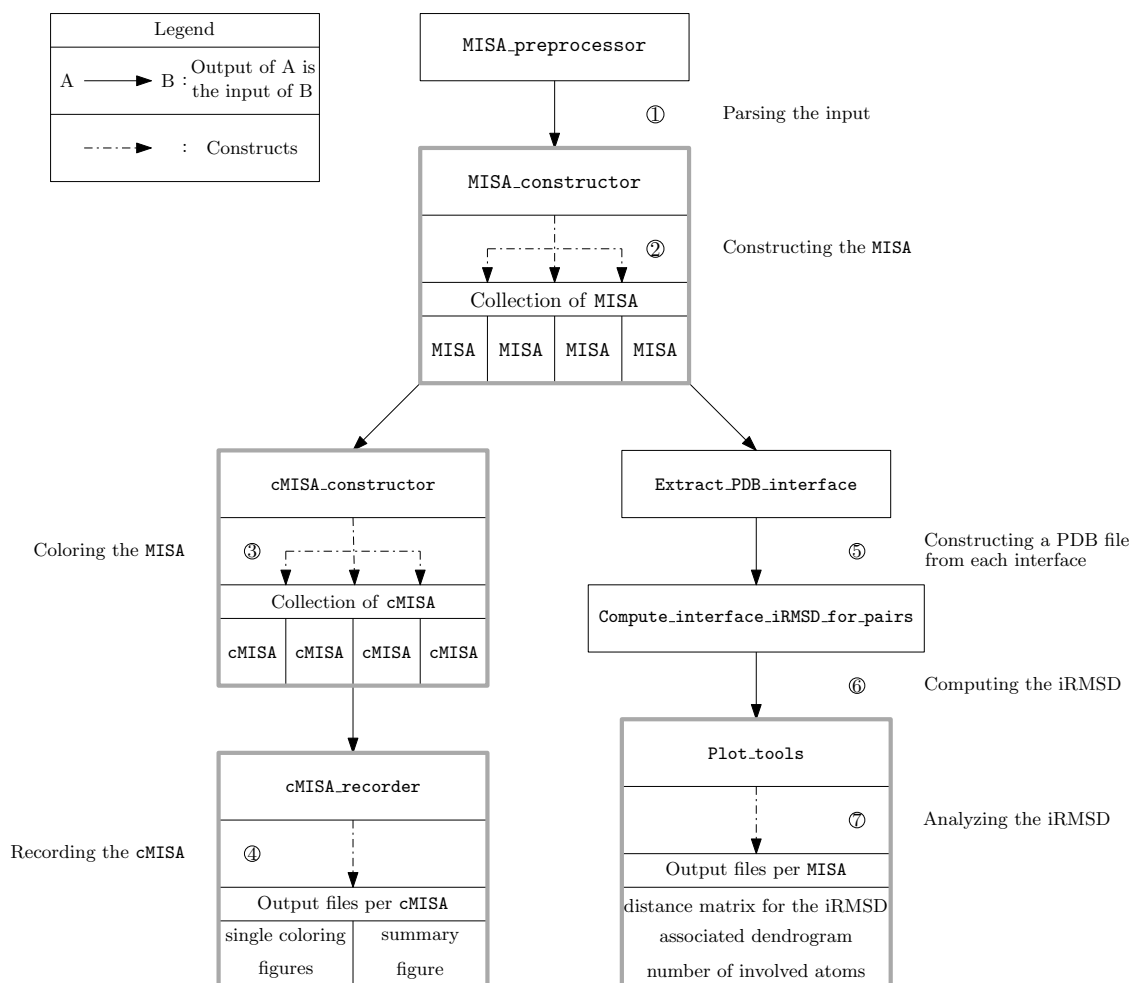 Legend
A B : Output of A is
the input of B
: Constructs
MISA_preprocessor
① Parsing the input
MISA_constructor
② Constructing the MISA
Collection of MISA
MISA MISA MISA MISA
cMISA_constructor
Coloring the MISA ③
Collection of cMISA
cMISA cMISA cMISA cMISA
cMISA_recorder
Recording the cMISA ④
Output files per cMISA
single coloring
figures
summary
figure
Extract_PDB_interface
⑤ Constructing a PDB file
from each interface
Compute_interface_iRMSD_for_pairs
⑥ Computing the iRMSD
Plot_tools
⑦ Analyzing the iRMSD
Output files per MISA
distance matrix for the iRMSD
associated dendrogram
number of involved atoms